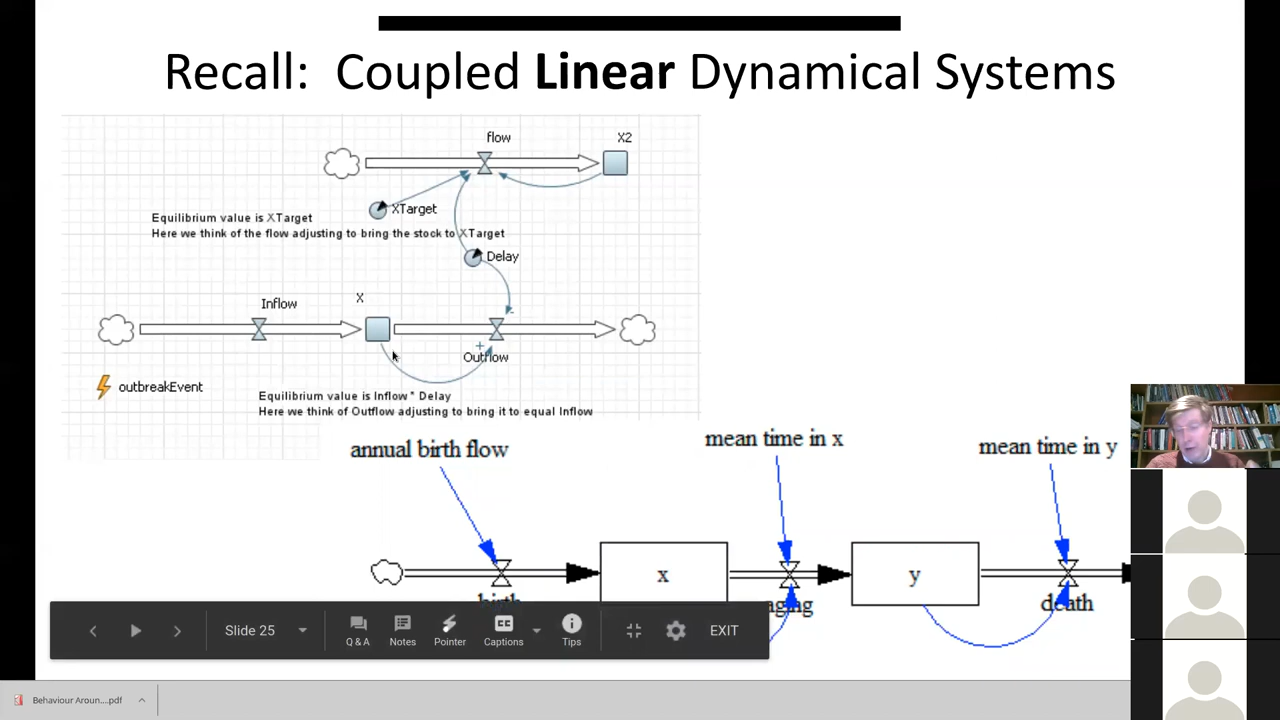 Recall: Coupled Linear Dynamical Systems
flow
X2
XTarget
Equilibrium value is XTarget
Here we think of the flow adjusting to bring the stock to XTarget
Delay
Inflow
X
Outflow
outbreakEvent
Equilibrium value is Inflow * Delay
Here we think of Outflow adjusting to bring it to equal Inflow
annual birth flow
mean time in x
mean time in y
x
y
birth
aging
death
Slide 25
Q & A
Notes
Pointer
Captions
Tips
EXIT
Behaviour Aroun....pdf